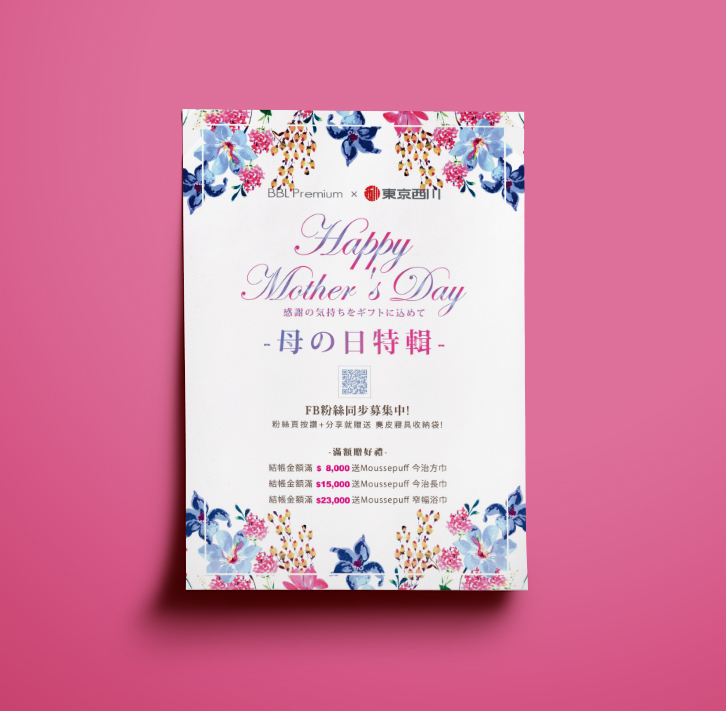 BBL Premium × 東京西川
Happy
Mother's Day
感謝の気持ちをギフトに込めて
-母の日特輯-
FB粉絲同步募集中!
粉絲頁按讚+分享就贈送 麂皮寢具收納袋!
-滿額贈好禮-
結帳金額滿 $ 8,000 送Moussepuff 今治方巾
結帳金額滿 $15,000 送Moussepuff 今治長巾
結帳金額滿 $23,000 送Moussepuff 窄幅浴巾